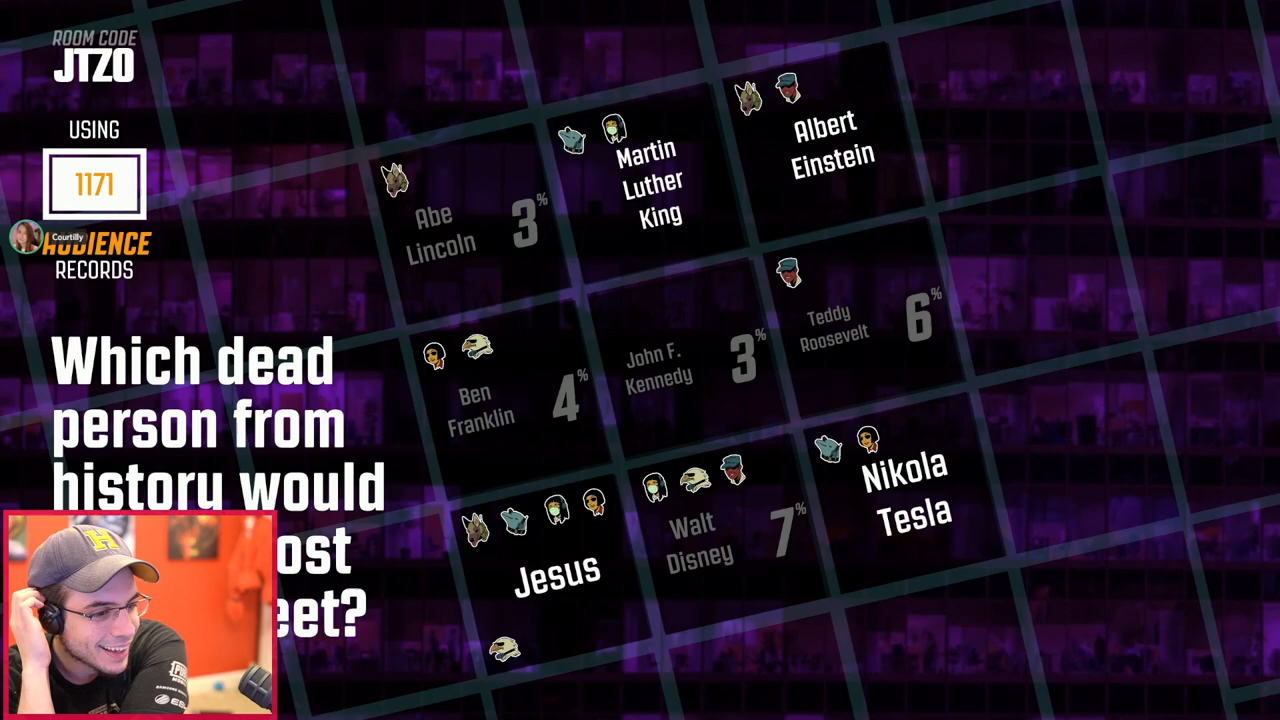 ROOM CODE
JTZO
USING
1171
Courtilly
AUDIENCE
RECORDS
Which dead
person from
history would
ost
eet?
Abe
Lincoln
3%
Martin
Luther
King
Albert
Einstein
Ben
Franklin
4%
John F.
Kennedy
3%
Teddy
Roosevelt
6%
Jesus
Walt
Disney
7%
Nikola
Tesla
H